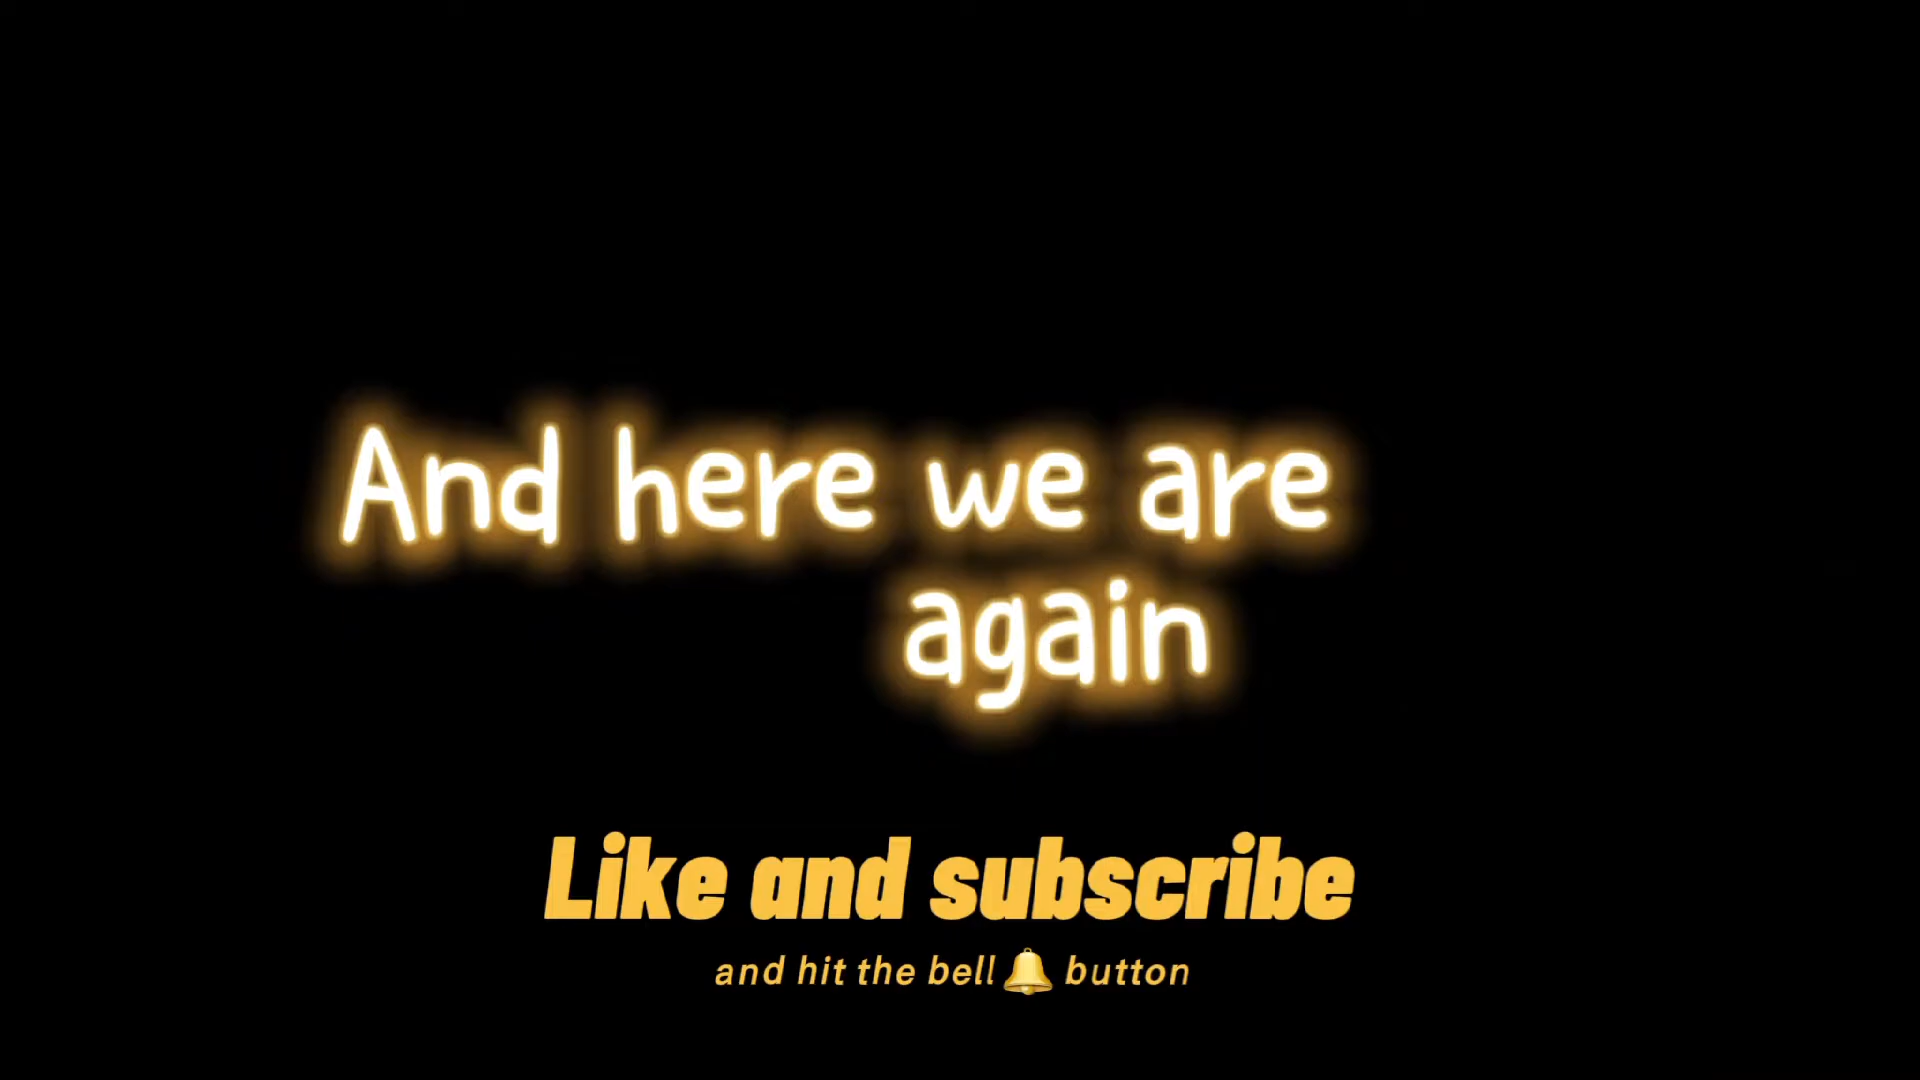 And here we are
again
Like and subscribe
and hit the bell 🔔 button